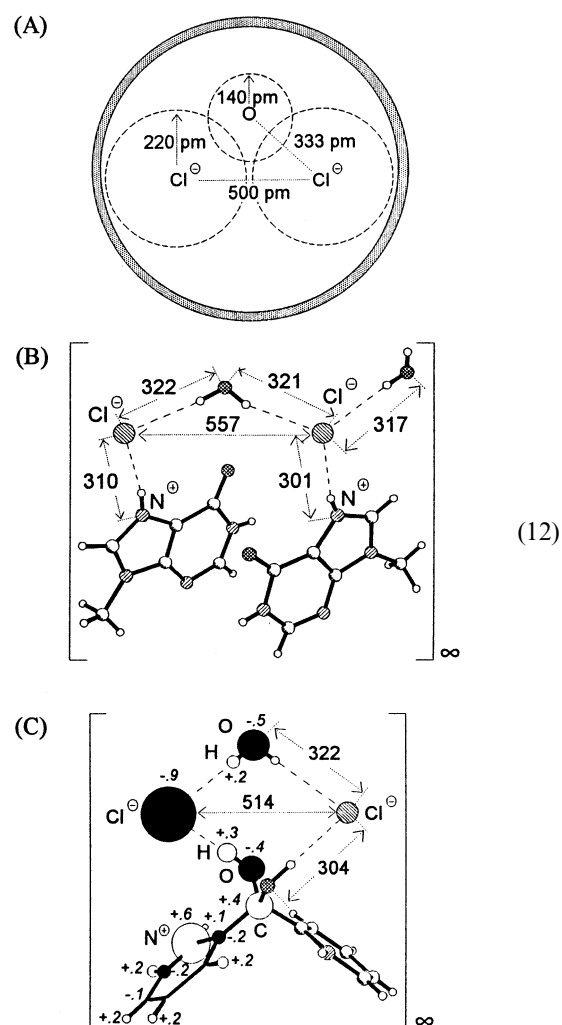 (A)
140 pm
O
220 pm
333 pm
Cl⊖
Cl⊖
500 pm
(B)
322
321
Cl⊖
Cl⊖
557
317
310
301
N⊕
N⊕
(12)
∞
(C)
O
-.5
H
322
-.9
+.2
514
Cl⊖
Cl⊖
+.3
H
-.4
304
O
+.4
+.6
+.1
C
N⊕
-.2
+.2
-.2
+.2
-.1
+.2
+.2
∞